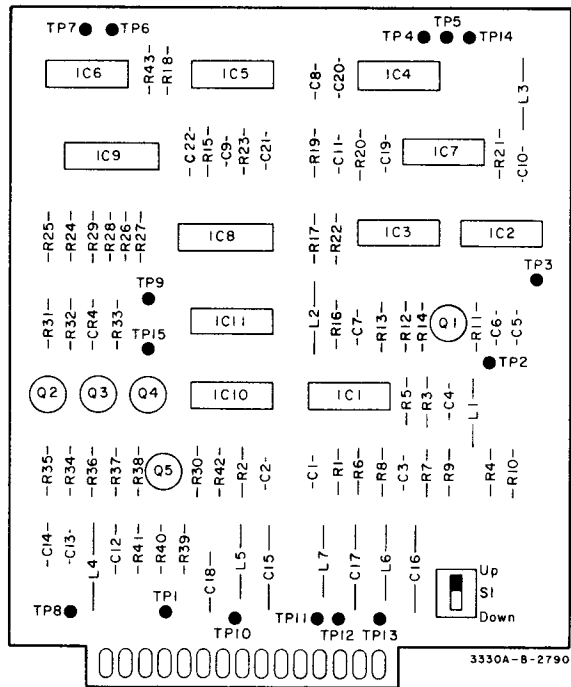 TP7 TP6 TP4 TP5 TP14
IC6 R43 R18 IC5 C8 C20 IC4 L3
IC9 C22 R15 C9 R23 C21 R19 C11 R20 C19 IC7 R21 C10
R25 R24 R29 R28 R26 R27 IC8 R17 R22 IC3 IC2
TP9 TP3
R31 R32 CR4 R33 IC11 L2 R16 C7 R13 R12 R14 Q1 R11 C6 C5
TP15 TP2
Q2 Q3 Q4 IC10 IC1 R5 R3 C4 L1
R35 R34 R36 R37 R38 Q5 R30 R42 R2 C2 C1 R1 R6 R8 C3 R7 R9 R4 R10
C14 C13 L4 C12 R41 R40 R39 C18 L5 C15 L7 C17 L6 C16
Up
S1
Down
TP8 TP1 TP10 TP11 TP12 TP13
3330A-B-2790